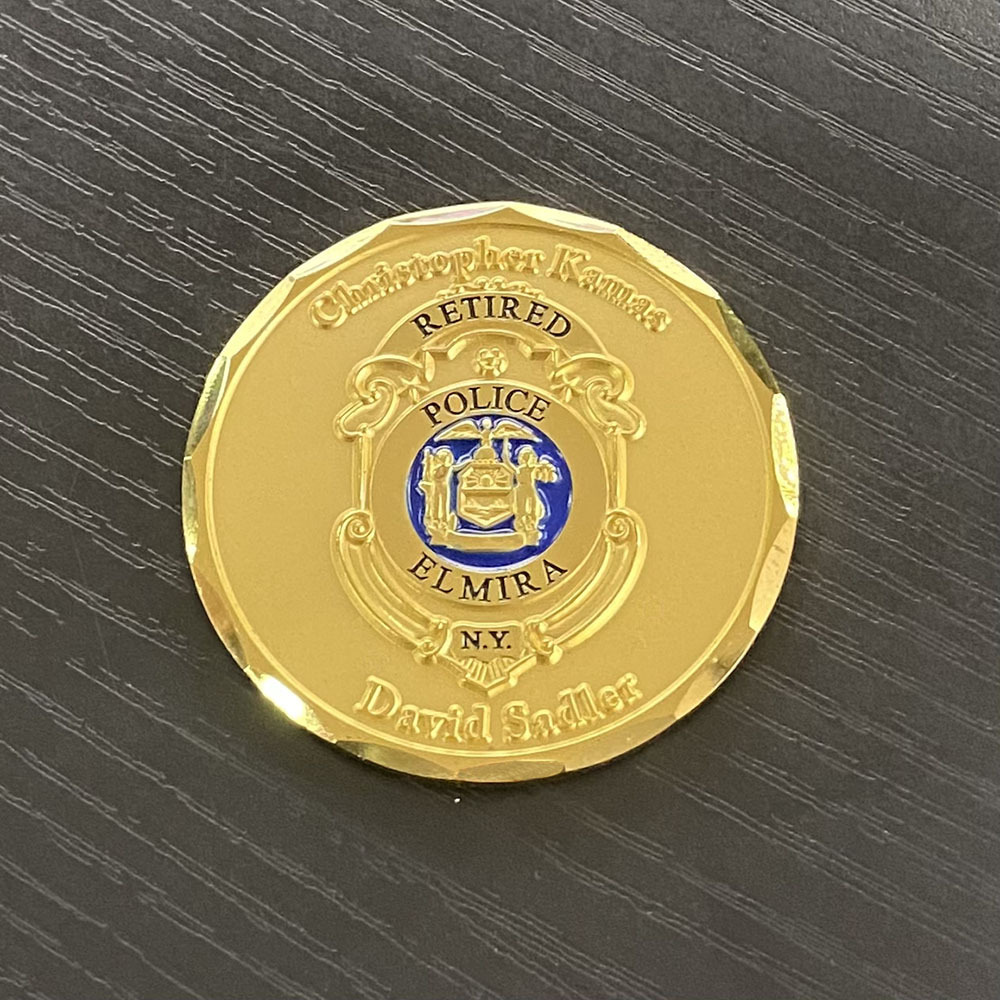 Christopher Kamas
RETIRED
POLICE
ELMIRA
N.Y.
David Sadler